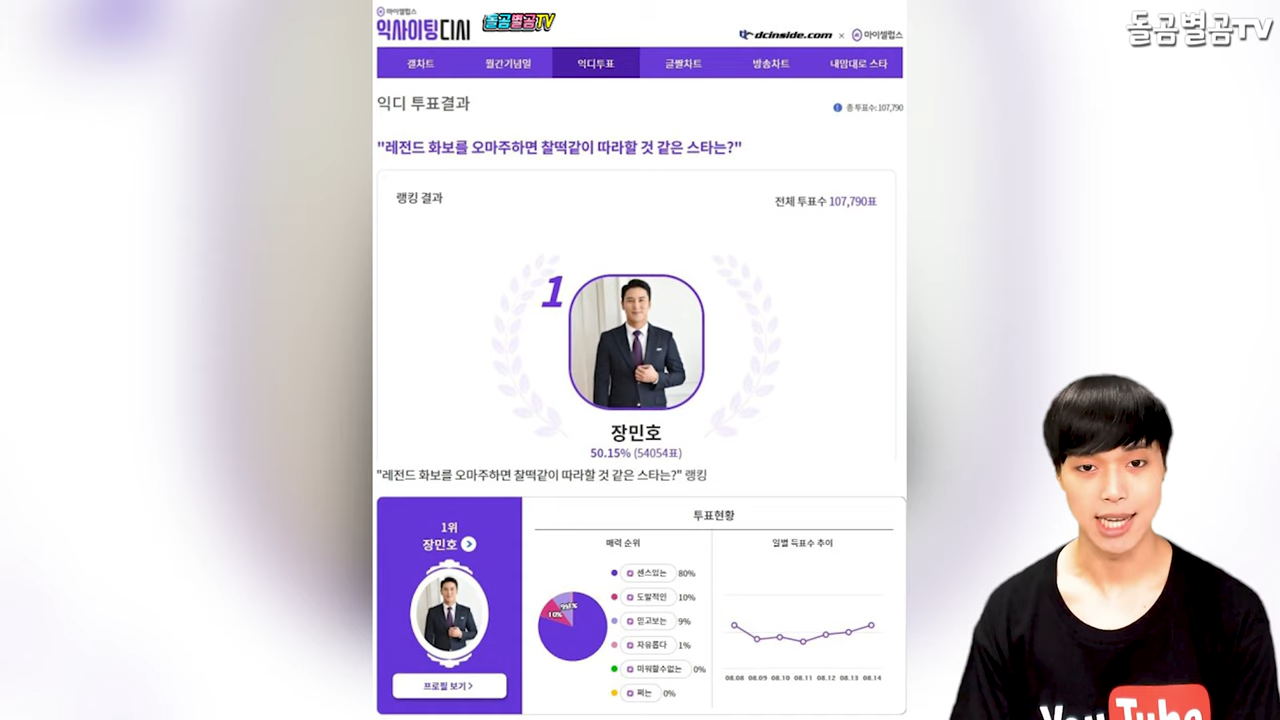 마이셀럽스
익사이팅디시
돌곰별곰TV
dcinside.com × 마이셀럽스
돌곰별곰TV
갤차트 월간기념일 익디투표 글짤차트 방송차트 내맘대로 스타
익디 투표결과
총 투표수: 107,790
"레전드 화보를 오마주하면 찰떡같이 따라할 것 같은 스타는?"
랭킹 결과
전체 투표수 107,790표
1
장민호
50.15% (54054표)
"레전드 화보를 오마주하면 찰떡같이 따라할 것 같은 스타는?" 랭킹
1위
장민호
프로필 보기 >
투표현황
매력 순위
10%
센스있는 80%
도발적인 10%
믿고보는 9%
자유롭다 1%
미워할수없는 0%
쩌는 0%
일별 득표수 추이
08.08 08.09 08.10 08.11 08.12 08.13 08.14
YouTube